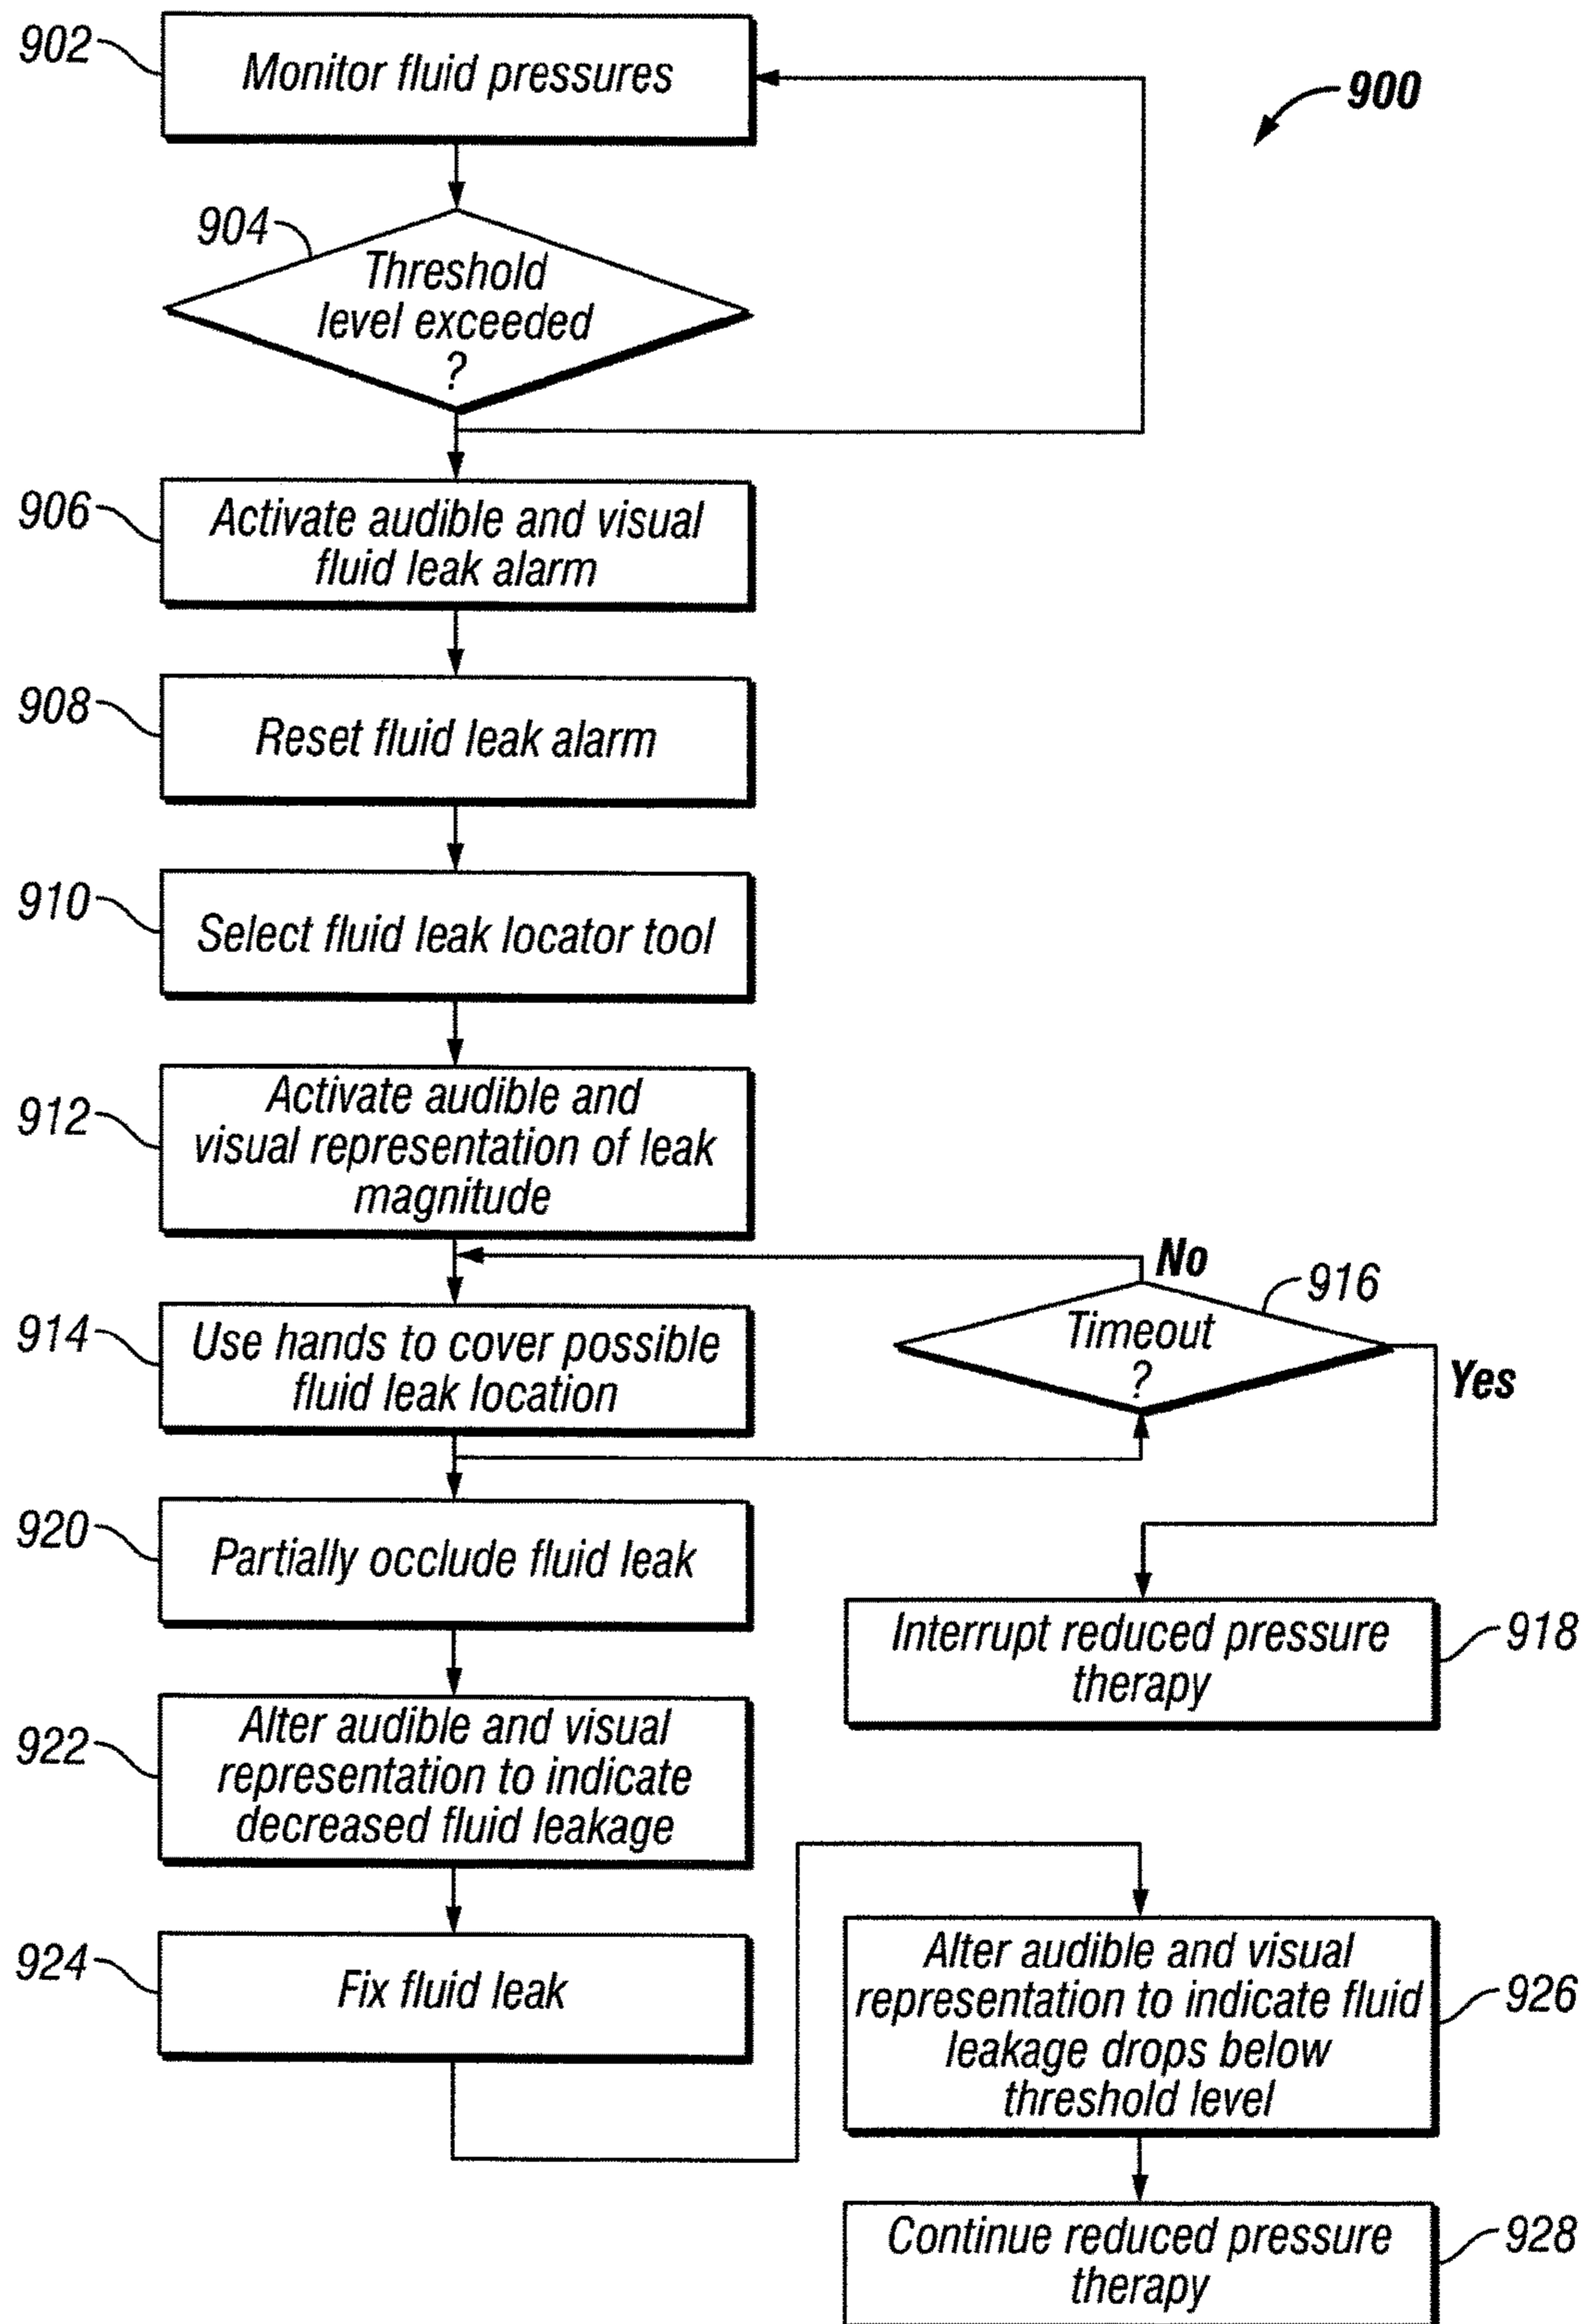 902
Monitor fluid pressures
900
904
Threshold
level exceeded
?
906
Activate audible and visual
fluid leak alarm
908
Reset fluid leak alarm
910
Select fluid leak locator tool
912
Activate audible and
visual representation of leak
magnitude
No
916
Timeout
?
Yes
914
Use hands to cover possible
fluid leak location
920
Partially occlude fluid leak
Interrupt reduced pressure
therapy
918
922
Alter audible and visual
representation to indicate
decreased fluid leakage
924
Fix fluid leak
Alter audible and visual
representation to indicate fluid
leakage drops below
threshold level
926
Continue reduced pressure
therapy
928